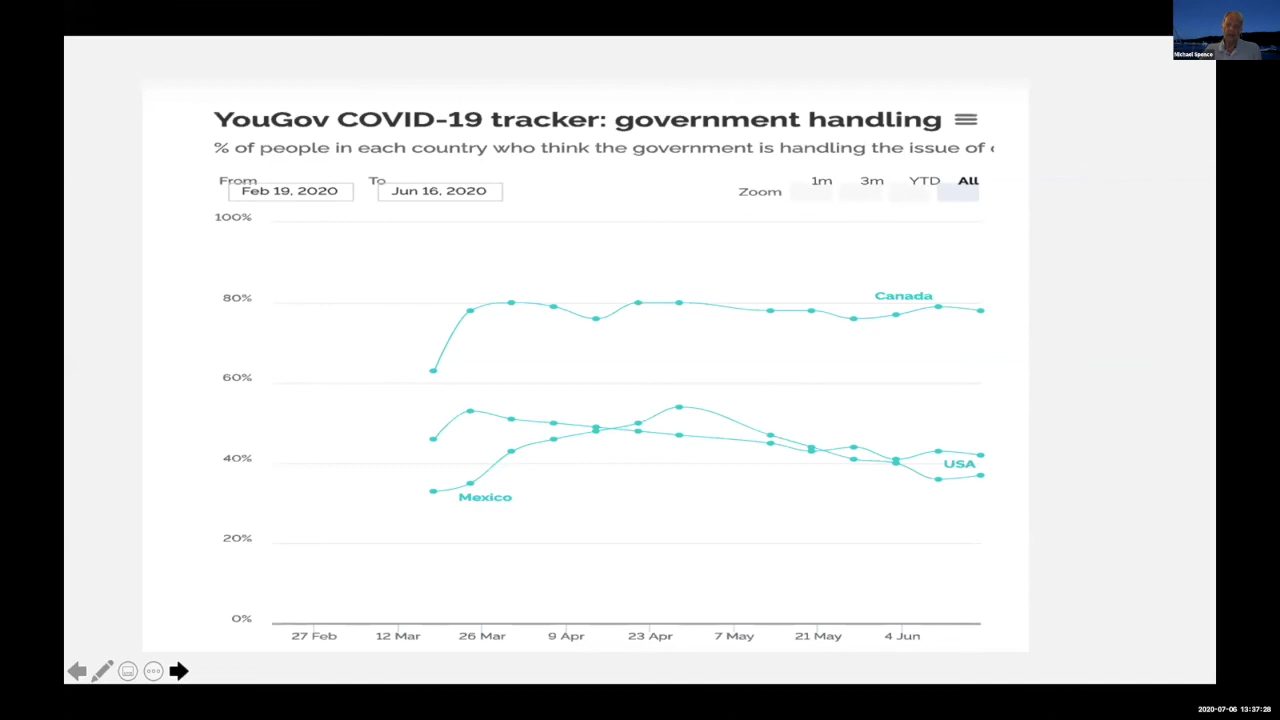 Michael Spence
YouGov COVID-19 tracker: government handling
% of people in each country who think the government is handling the issue of
From
Feb 19, 2020
To
Jun 16, 2020
Zoom
1m 3m YTD All
100%
80%
60%
40%
20%
0%
Canada
USA
Mexico
27 Feb 12 Mar 26 Mar 9 Apr 23 Apr 7 May 21 May 4 Jun
2020-07-06 13:37:28